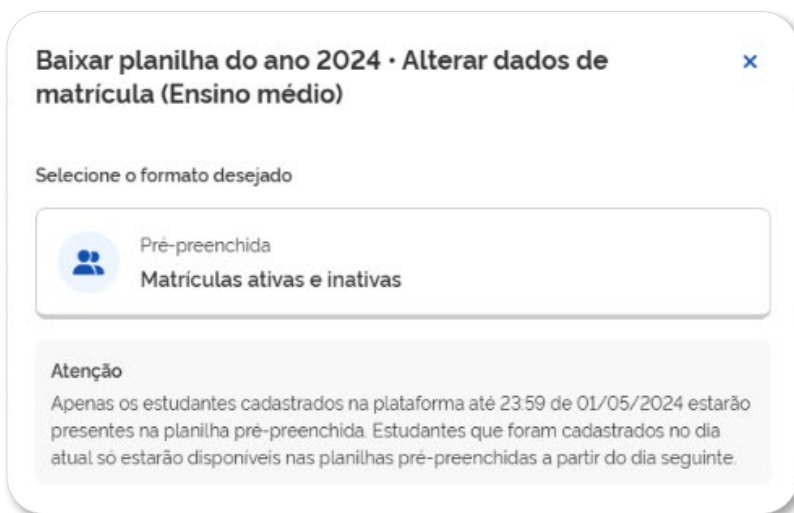 Baixar planilha do ano 2024 • Alterar dados de
matrícula (Ensino médio)
Selecione o formato desejado
Pré-preenchida
Matrículas ativas e inativas
Atenção
Apenas os estudantes cadastrados na plataforma até 23:59 de 01/05/2024 estarão
presentes na planilha pré-preenchida. Estudantes que foram cadastrados no dia
atual só estarão disponíveis nas planilhas pré-preenchidas a partir do dia seguinte.